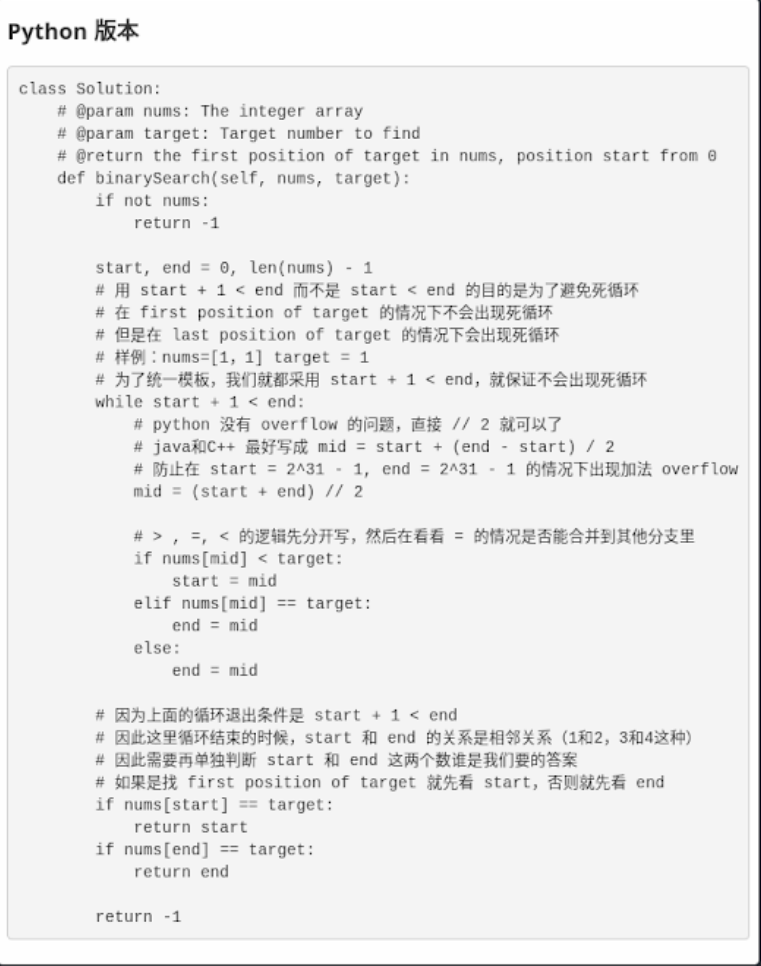 Python 版本
class Solution:
    # @param nums: The integer array
    # @param target: Target number to find
    # @return the first position of target in nums, position start from 0
    def binarySearch(self, nums, target):
        if not nums:
            return -1

        start, end = 0, len(nums) - 1
        # 用 start + 1 < end 而不是 start < end 的目的是为了避免死循环
        # 在 first position of target 的情况下不会出现死循环
        # 但是在 last position of target 的情况下会出现死循环
        # 样例：nums=[1，1] target = 1
        # 为了统一模板，我们就都采用 start + 1 < end，就保证不会出现死循环
        while start + 1 < end:
            # python 没有 overflow 的问题，直接 // 2 就可以了
            # java和C++ 最好写成 mid = start + (end - start) / 2
            # 防止在 start = 2^31 - 1, end = 2^31 - 1 的情况下出现加法 overflow
            mid = (start + end) // 2

            # > , =, < 的逻辑先分开写，然后在看看 = 的情况是否能合并到其他分支里
            if nums[mid] < target:
                start = mid
            elif nums[mid] == target:
                end = mid
            else:
                end = mid

        # 因为上面的循环退出条件是 start + 1 < end
        # 因此这里循环结束的时候，start 和 end 的关系是相邻关系（1和2，3和4这种）
        # 因此需要再单独判断 start 和 end 这两个数谁是我们要的答案
        # 如果是找 first position of target 就先看 start，否则就先看 end
        if nums[start] == target:
            return start
        if nums[end] == target:
            return end

        return -1